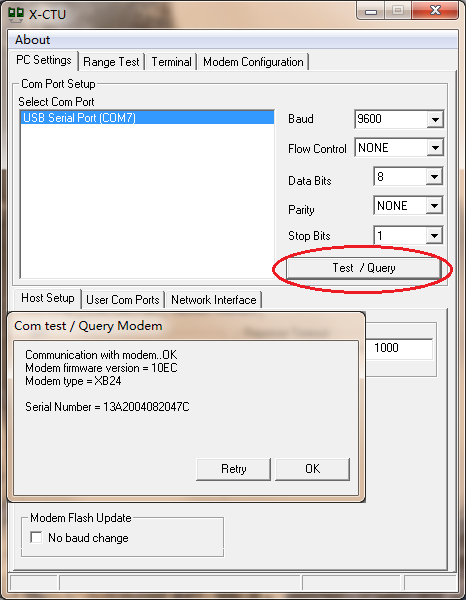 X-CTU
About
PC Settings
Range Test
Terminal
Modem Configuration
Com Port Setup
Select Com Port
USB Serial Port (COM7)
Baud
9600
Flow Control
NONE
Data Bits
8
Parity
NONE
Stop Bits
1
Test / Query
Host Setup
User Com Ports
Network Interface
1000
Com test / Query Modem
Communication with modem..OK
Modem firmware version = 10EC
Modem type = XB24
Serial Number = 13A2004082047C
Retry
OK
Modem Flash Update
No baud change